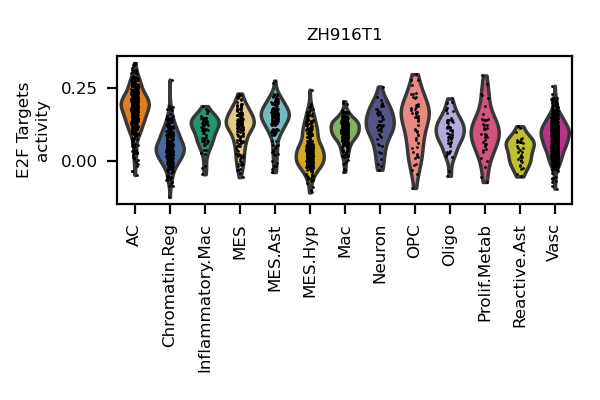 ZH916T1
E2F Targets
activity
0.25
0.00
AC
Chromatin.Reg
Inflammatory.Mac
MES
MES.Ast
MES.Hyp
Mac
Neuron
OPC
Oligo
Prolif.Metab
Reactive.Ast
Vasc